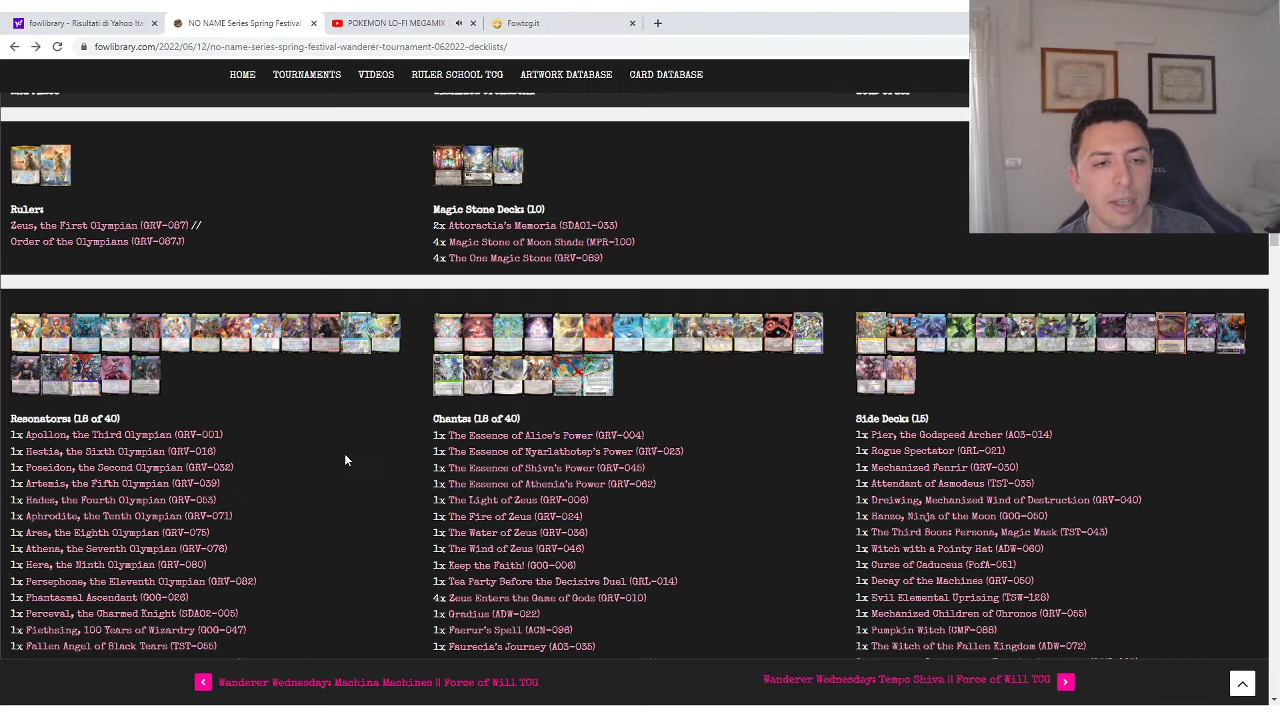 fowlibrary - Risultati di Yahoo Ita
NO NAME Series Spring Festival
POKEMON LO-FI MEGAMIX
Fowtcg.it
fowlibrary.com/2022/06/12/no-name-series-spring-festival-wanderer-tournament-062022-decklists/
HOME TOURNAMENTS VIDEOS RULER SCHOOL TCG ARTWORK DATABASE CARD DATABASE
Ruler:
Zeus, the First Olympian (GRV-087) //
Order of the Olympians (GRV-087J)
Magic Stone Deck: (10)
2x Attoractia's Memoria (SDAO1-033)
4x Magic Stone of Moon Shade (MPR-100)
4x The One Magic Stone (GRV-089)
Resonators: (18 of 40)
1x Apollon, the Third Olympian (GRV-001)
1x Hestia, the Sixth Olympian (GRV-016)
1x Poseidon, the Second Olympian (GRV-032)
1x Artemis, the Fifth Olympian (GRV-039)
1x Hades, the Fourth Olympian (GRV-053)
1x Aphrodite, the Tenth Olympian (GRV-071)
1x Ares, the Eighth Olympian (GRV-075)
1x Athena, the Seventh Olympian (GRV-076)
1x Hera, the Ninth Olympian (GRV-080)
1x Persephone, the Eleventh Olympian (GRV-082)
1x Phantasmal Ascendant (GOG-026)
1x Perceval, the Charmed Knight (SDAO2-005)
1x Fiethsing, 100 Years of Wizardry (GOG-047)
1x Fallen Angel of Black Tears (TST-055)
Chants: (18 of 40)
1x The Essence of Alice's Power (GRV-004)
1x The Essence of Nyarlathotep's Power (GRV-023)
1x The Essence of Shiva's Power (GRV-045)
1x The Essence of Athenia's Power (GRV-062)
1x The Light of Zeus (GRV-006)
1x The Fire of Zeus (GRV-024)
1x The Water of Zeus (GRV-036)
1x The Wind of Zeus (GRV-046)
1x Keep the Faith! (GOG-006)
1x Tea Party Before the Decisive Duel (GRL-014)
4x Zeus Enters the Game of Gods (GRV-010)
1x Gradius (ADW-022)
1x Faerur's Spell (ACN-096)
1x Faurecia's Journey (AO3-035)
Side Deck: (15)
1x Pier, the Godspeed Archer (AO3-014)
1x Rogue Spectator (GRL-021)
1x Mechanized Fenrir (GRV-030)
1x Attendant of Asmodeus (TST-035)
1x Dreiwing, Mechanized Wind of Destruction (GRV-040)
1x Hanzo, Ninja of the Moon (GOG-050)
1x The Third Boon: Persona, Magic Mask (TST-043)
1x Witch with a Pointy Hat (ADW-060)
1x Curse of Caduceus (PofA-051)
1x Decay of the Machines (GRV-050)
1x Evil Elemental Uprising (TSW-128)
1x Mechanized Children of Chronos (GRV-055)
1x Pumpkin Witch (CMF-088)
1x The Witch of the Fallen Kingdom (ADW-072)
Wanderer Wednesday: Machina Machines || Force of Will TCG
Wanderer Wednesday: Tempo Shiva || Force of Will TCG